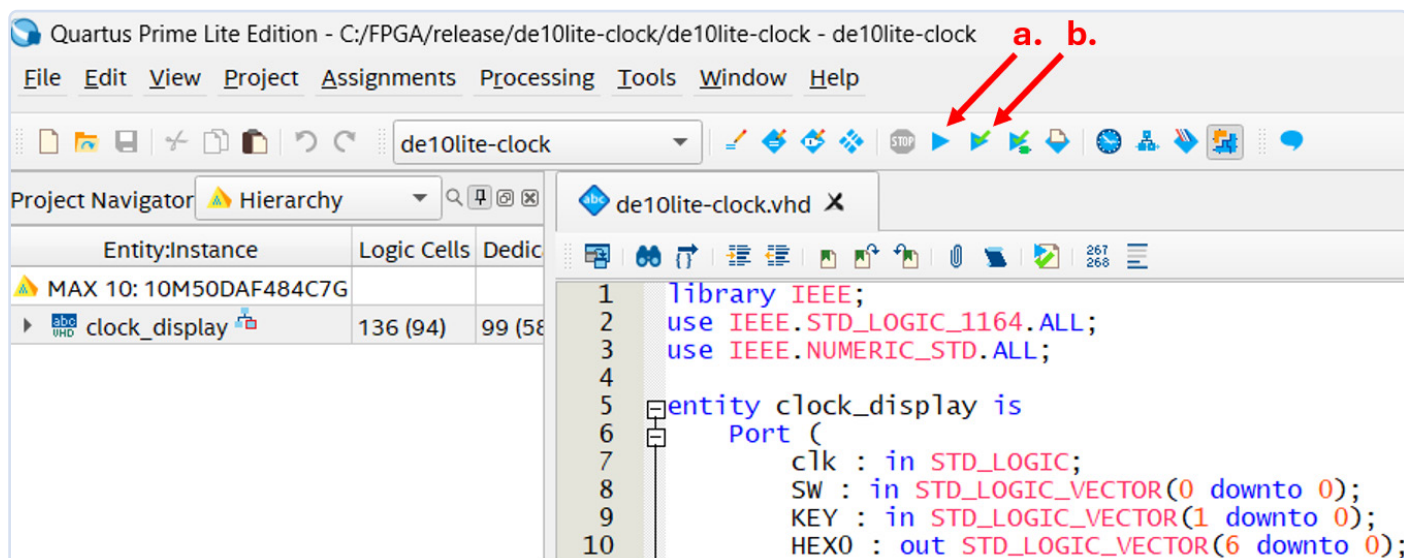 Quartus Prime Lite Edition - C:/FPGA/release/de10lite-clock/de10lite-clock - de10lite-clock
a. b.
File Edit View Project Assignments Processing Tools Window Help
STOP
de10lite-clock
Project Navigator Hierarchy
Entity:Instance Logic Cells Dedic
MAX 10: 10M50DAF484C7G
abc VHD clock_display 136 (94) 99 (58
abc de10lite-clock.vhd
267
268
1 library IEEE;
2 use IEEE.STD_LOGIC_1164.ALL;
3 use IEEE.NUMERIC_STD.ALL;
4
5 entity clock_display is
6 Port (
7 clk : in STD_LOGIC;
8 SW : in STD_LOGIC_VECTOR(0 downto 0);
9 KEY : in STD_LOGIC_VECTOR(1 downto 0);
10 HEX0 : out STD_LOGIC_VECTOR(6 downto 0);